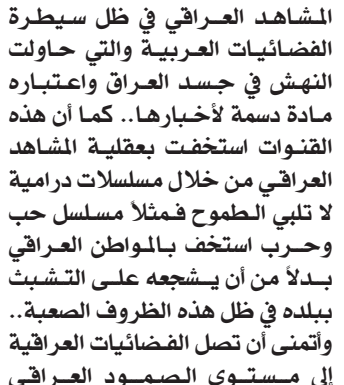 المشاهد العراقي في ظل سيطرة
الفضائيات العربية والتي حاولت
النهش في جسد العراق واعتباره
مادة دسمة لأخبارها.. كما أن هذه
القنوات استخفت بعقلية المشاهد
العراقي من خلال مسلسلات درامية
لا تلبي الطموح فمثلاً مسلسل حب
وحرب استخف بالمواطن العراقي
بدلاً من أن يشجعه على التشبث
ببلده في ظل هذه الظروف الصعبة..
وأتمنى أن تصل الفضائيات العراقية
إلى مستوى الصمود العراقي